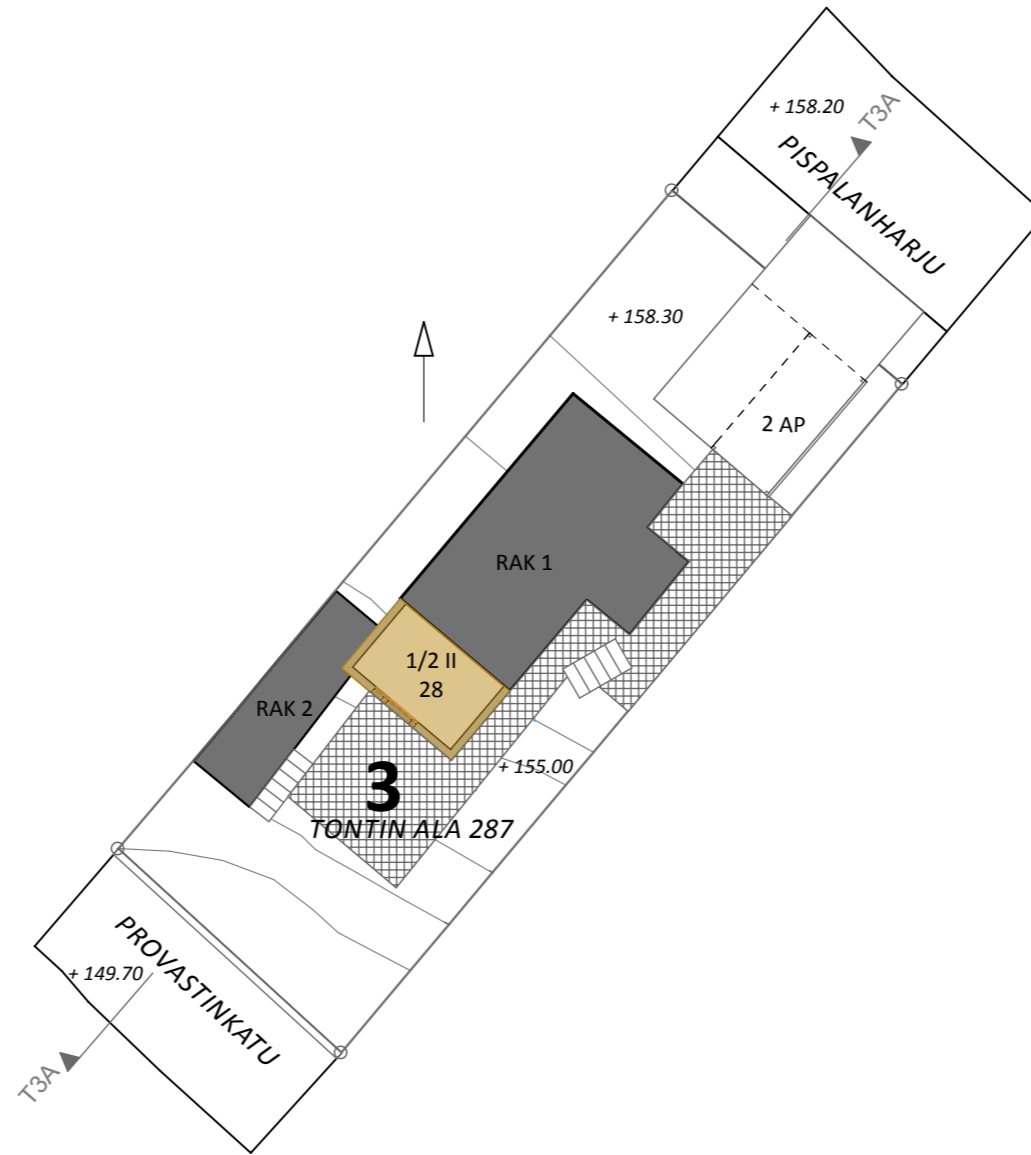 + 158.20
T3A
PISPALANHARJU
+ 158.30
2 AP
RAK 1
1/2 II
28
RAK 2
+ 155.00
3
TONTIN ALA 287
PROVASTINKATU
+ 149.70
T3A